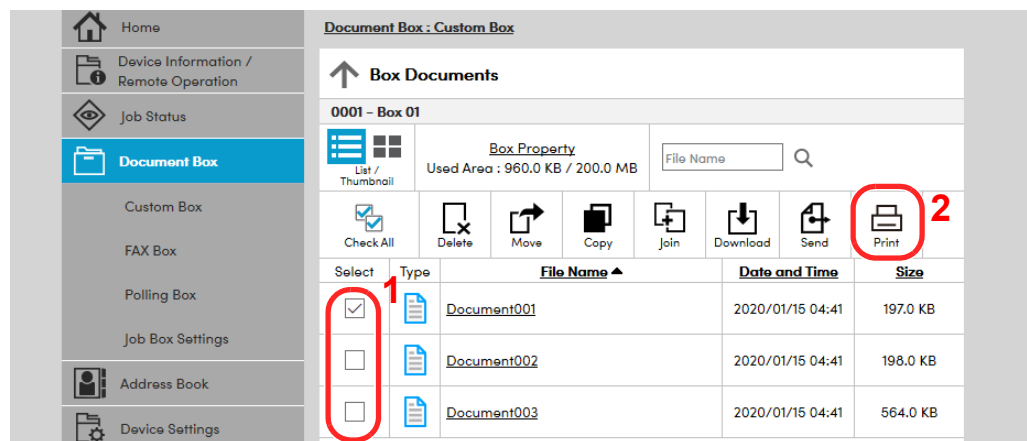 Home
Document Box : Custom Box
Device Information /
Remote Operation
Box Documents
Job Status
0001 - Box 01
Document Box
List /
Thumbnail
Box Property
Used Area : 960.0 KB / 200.0 MB
File Name
Custom Box
FAX Box
Polling Box
Job Box Settings
Address Book
Device Settings
Check All
Delete
Move
Copy
Join
Download
Send
Print
2
Select
Type
File Name ▲
Date and Time
Size
1
Document001
2020/01/15 04:41
197.0 KB
Document002
2020/01/15 04:41
198.0 KB
Document003
2020/01/15 04:41
564.0 KB